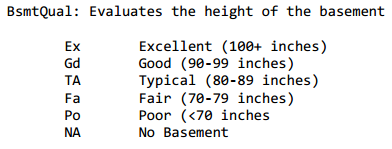 BsmtQual: Evaluates the height of the basement
Ex Excellent (100+ inches)
Gd Good (90-99 inches)
TA Typical (80-89 inches)
Fa Fair (70-79 inches)
Po Poor (<70 inches
NA No Basement